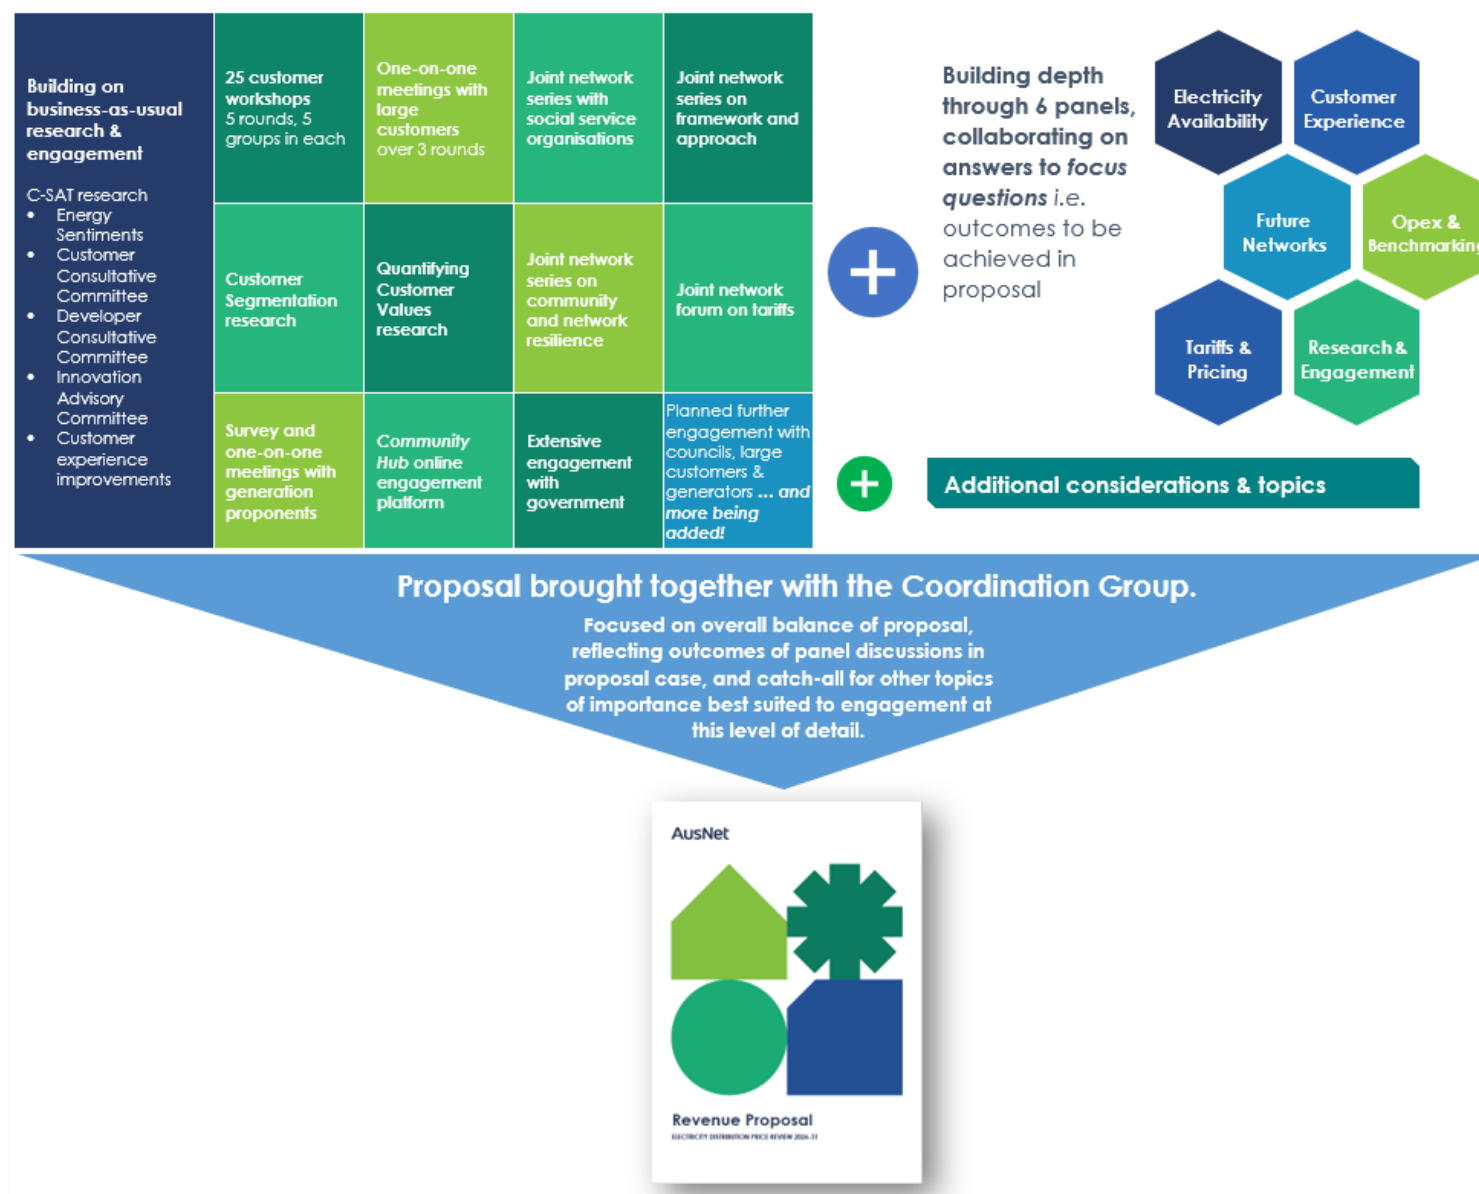 Building on
business-as-usual
research &
engagement
C-SAT research
• Energy
Sentiments
• Customer
Consultative
Committee
• Developer
Consultative
Committee
• Innovation
Advisory
Committee
• Customer
experience
improvements
25 customer
workshops
5 rounds, 5
groups in each
One-on-one
meetings with
large
customers
over 3 rounds
Joint network
series with
social service
organisations
Joint network
series on
framework and
approach
Customer
Segmentation
research
Quantifying
Customer
Values
research
Joint network
series on
community
and network
resilience
Joint network
forum on tariffs
Survey and
one-on-one
meetings with
generation
proponents
Community
Hub online
engagement
platform
Extensive
engagement
with
government
Planned further
engagement with
councils, large
customers &
generators ... and
more being
added!
Building depth
through 6 panels,
collaborating on
answers to focus
questions i.e.
outcomes to be
achieved in
proposal
Electricity
Availability
Customer
Experience
Future
Networks
Opex &
Benchmarking
Tariffs &
Pricing
Research &
Engagement
Additional considerations & topics
Proposal brought together with the Coordination Group.
Focused on overall balance of proposal,
reflecting outcomes of panel discussions in
proposal case, and catch-all for other topics
of importance best suited to engagement at
this level of detail.
AusNet
Revenue Proposal
ELECTRICITY DISTRIBUTION PRICE REVIEW 2026-31